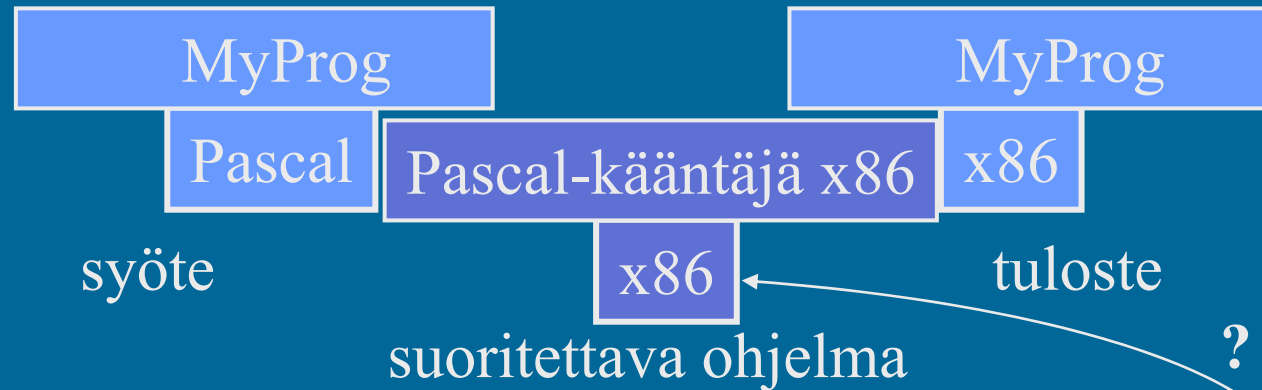 MyProg
MyProg
Pascal
Pascal-kääntäjä x86
x86
syöte
x86
tuloste
suoritettava ohjelma
?